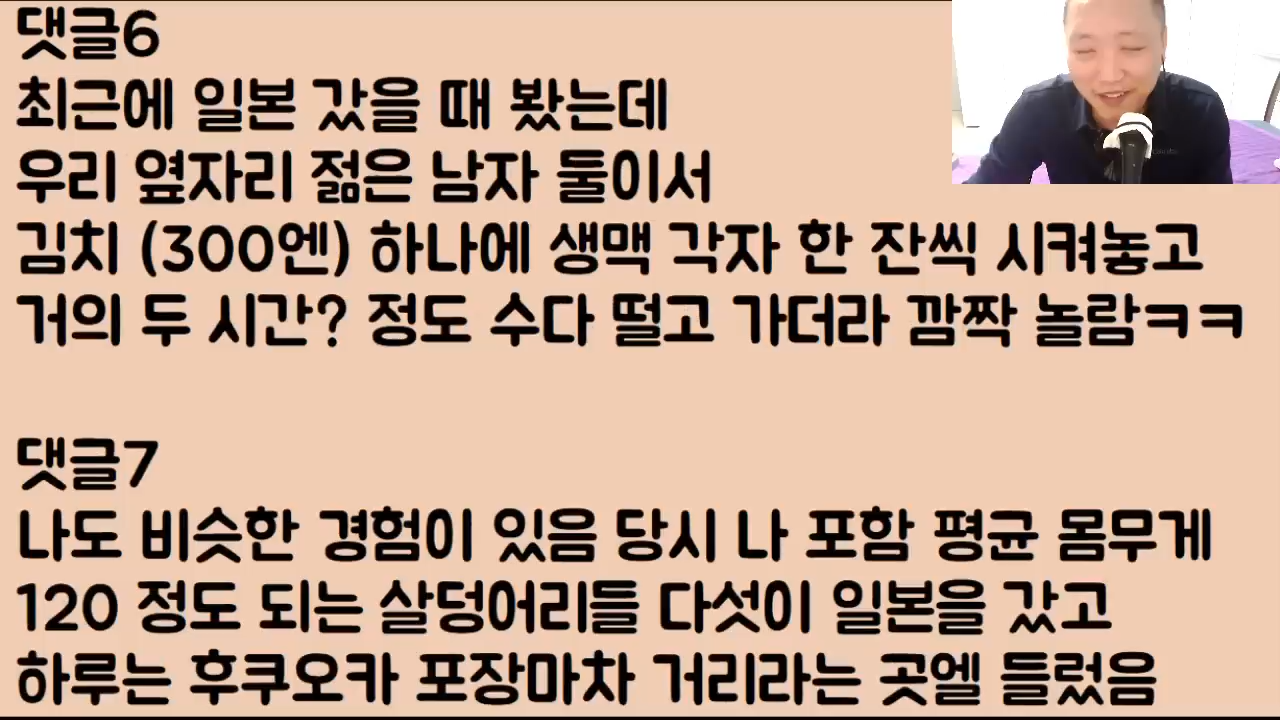 댓글6
최근에 일본 갔을 때 봤는데
우리 옆자리 젊은 남자 둘이서
김치 (300엔) 하나에 생맥 각자 한 잔씩 시켜놓고
거의 두 시간? 정도 수다 떨고 가더라 깜짝 놀람ㅋㅋ
댓글7
나도 비슷한 경험이 있음 당시 나 포함 평균 몸무게
120 정도 되는 살덩어리들 다섯이 일본을 갔고
하루는 후쿠오카 포장마차 거리라는 곳엘 들렀음